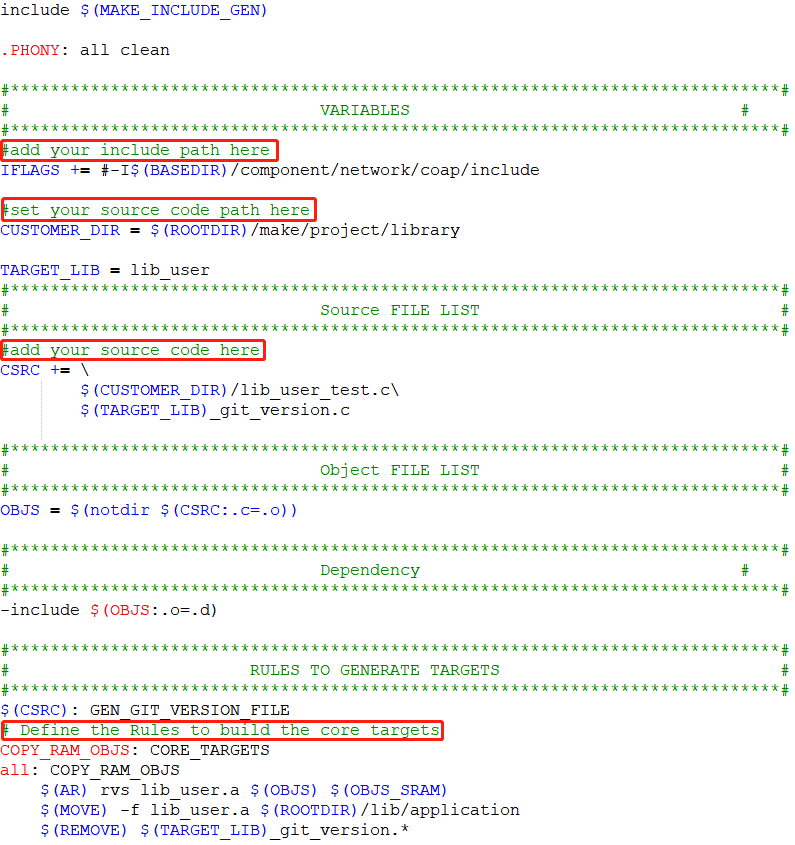 include $(MAKE_INCLUDE_GEN)
.PHONY: all clean
#*****************************************************************************#
#                               VARIABLES                                 #
#*****************************************************************************#
#add your include path here
IFLAGS += #-I$(BASEDIR)/component/network/coap/include
#set your source code path here
CUSTOMER_DIR = $(ROOTDIR)/make/project/library
TARGET_LIB = lib_user
#*****************************************************************************#
#                               Source FILE LIST                              #
#*****************************************************************************#
#add your source code here
CSRC += \
        $(CUSTOMER_DIR)/lib_user_test.c\
        $(TARGET_LIB)_git_version.c
#*****************************************************************************#
#                               Object FILE LIST                              #
#*****************************************************************************#
OBJS = $(notdir $(CSRC:.c=.o))
#*****************************************************************************#
#                               Dependency                                #
#*****************************************************************************#
-include $(OBJS:.o=.d)
#*****************************************************************************#
#                        RULES TO GENERATE TARGETS                            #
#*****************************************************************************#
$(CSRC): GEN_GIT_VERSION_FILE
# Define the Rules to build the core targets
COPY_RAM_OBJS: CORE_TARGETS
all: COPY_RAM_OBJS
    $(AR) rvs lib_user.a $(OBJS) $(OBJS_SRAM)
    $(MOVE) -f lib_user.a $(ROOTDIR)/lib/application
    $(REMOVE) $(TARGET_LIB)_git_version.*